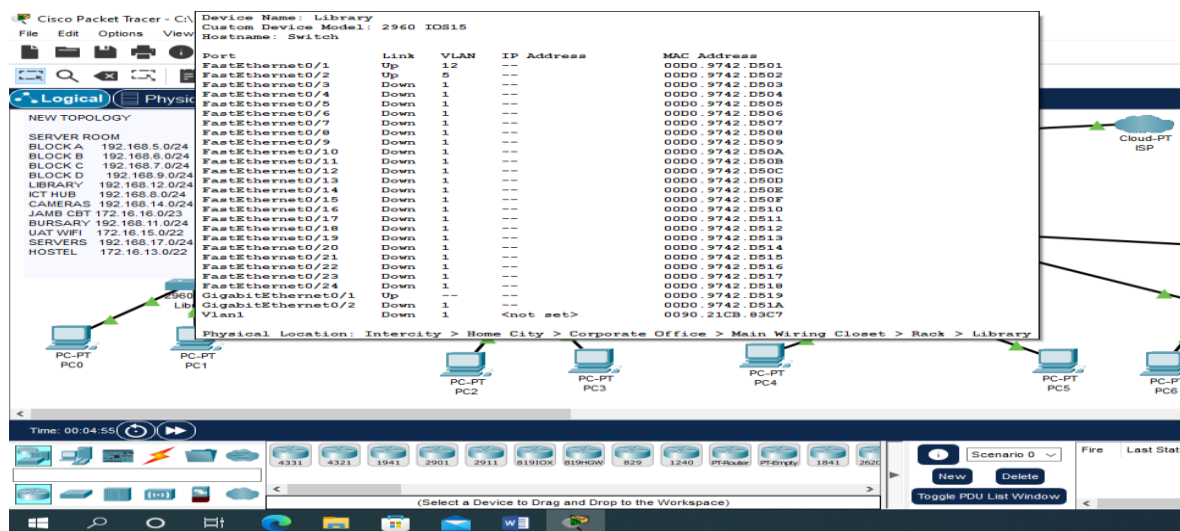 Cisco Packet Tracer - C:\
File Edit Options View
Logical Physic
NEW TOPOLOGY
SERVER ROOM
BLOCK A 192.168.5.0/24
BLOCK B 192.168.6.0/24
BLOCK C 192.168.7.0/24
BLOCK D 192.168.9.0/24
LIBRARY 192.168.12.0/24
ICT HUB 192.168.8.0/24
CAMERAS 192.168.14.0/24
JAMB CBT 172.16.16.0/23
BURSARY 192.168.11.0/24
UAT WIFI 172.16.15.0/22
SERVERS 192.168.17.0/24
HOSTEL 172.16.13.0/22
Device Name: Library
Custom Device Model: 2960 IOS15
Hostname: Switch
Port Link VLAN IP Address MAC Address
FastEthernet0/1 Up 12 -- 00D0.9742.D501
FastEthernet0/2 Up 5 -- 00D0.9742.D502
FastEthernet0/3 Down 1 -- 00D0.9742.D503
FastEthernet0/4 Down 1 -- 00D0.9742.D504
FastEthernet0/5 Down 1 -- 00D0.9742.D505
FastEthernet0/6 Down 1 -- 00D0.9742.D506
FastEthernet0/7 Down 1 -- 00D0.9742.D507
FastEthernet0/8 Down 1 -- 00D0.9742.D508
FastEthernet0/9 Down 1 -- 00D0.9742.D509
FastEthernet0/10 Down 1 -- 00D0.9742.D50A
FastEthernet0/11 Down 1 -- 00D0.9742.D50B
FastEthernet0/12 Down 1 -- 00D0.9742.D50C
FastEthernet0/13 Down 1 -- 00D0.9742.D50D
FastEthernet0/14 Down 1 -- 00D0.9742.D50E
FastEthernet0/15 Down 1 -- 00D0.9742.D50F
FastEthernet0/16 Down 1 -- 00D0.9742.D510
FastEthernet0/17 Down 1 -- 00D0.9742.D511
FastEthernet0/18 Down 1 -- 00D0.9742.D512
FastEthernet0/19 Down 1 -- 00D0.9742.D513
FastEthernet0/20 Down 1 -- 00D0.9742.D514
FastEthernet0/21 Down 1 -- 00D0.9742.D515
FastEthernet0/22 Down 1 -- 00D0.9742.D516
FastEthernet0/23 Down 1 -- 00D0.9742.D517
FastEthernet0/24 Down 1 -- 00D0.9742.D518
GigabitEthernet0/1 Up -- -- 00D0.9742.D519
GigabitEthernet0/2 Down 1 -- 00D0.9742.D51A
Vlan1 Down 1 <not set> 0090.21CB.83C7
Physical Location: Intercity > Home City > Corporate Office > Main Wiring Closet > Rack > Library
Cloud-PT
ISP
2960
Lib
PC-PT
PC0
PC-PT
PC1
PC-PT
PC2
PC-PT
PC3
PC-PT
PC4
PC-PT
PC5
PC-P
PC6
Time: 00:04:55
4331 4321 1941 2901 2911 819IOX 819HGW 829 1240 PT-Router PT-Empty 1841 2620
(Select a Device to Drag and Drop to the Workspace)
Scenario 0
New Delete
Toggle PDU List Window
Fire Last Stat